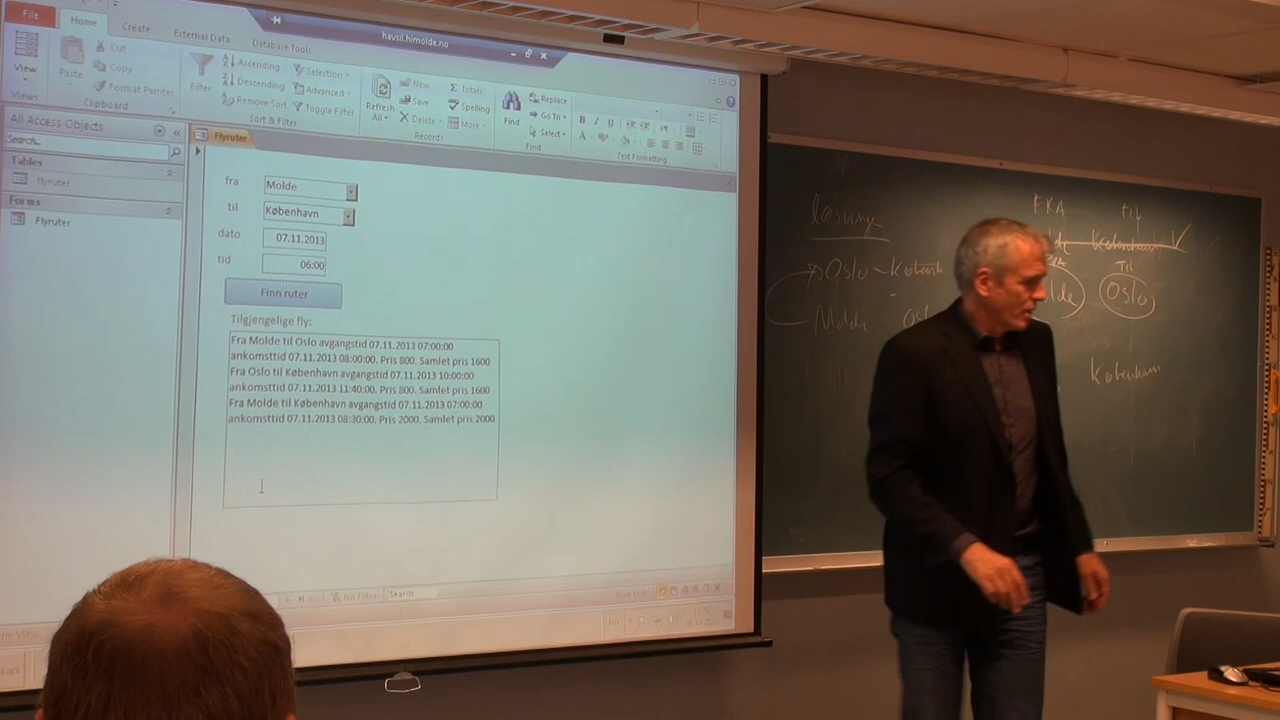 havsil.himolde.no
File
Home
Create
External Data
Database Tools
View
Views
Paste
Cut
Copy
Format Painter
Clipboard
Filter
Ascending
Descending
Remove Sort
Selection
Advanced
Toggle Filter
Sort & Filter
Refresh All
New
Save
Delete
Totals
Spelling
More
Records
Find
Replace
Go To
Select
Find
B I U
A
Text Formatting
All Access Objects
Search...
Tables
flyruter
Forms
Flyruter
Flyruter
fra Molde
til København
dato 07.11.2013
tid 06:00
Finn ruter
Tilgjengelige fly:
Fra Molde til Oslo avgangstid 07.11.2013 07:00:00
ankomsttid 07.11.2013 08:00:00. Pris 800. Samlet pris 1600
Fra Oslo til København avgangstid 07.11.2013 10:00:00
ankomsttid 07.11.2013 11:40:00. Pris 800. Samlet pris 1600
Fra Molde til København avgangstid 07.11.2013 07:00:00
ankomsttid 07.11.2013 08:30:00. Pris 2000. Samlet pris 2000
No Filter
Search
Num Lock
FRA Til
København
Til
Oslo - Københ
Oslo
Molde
København